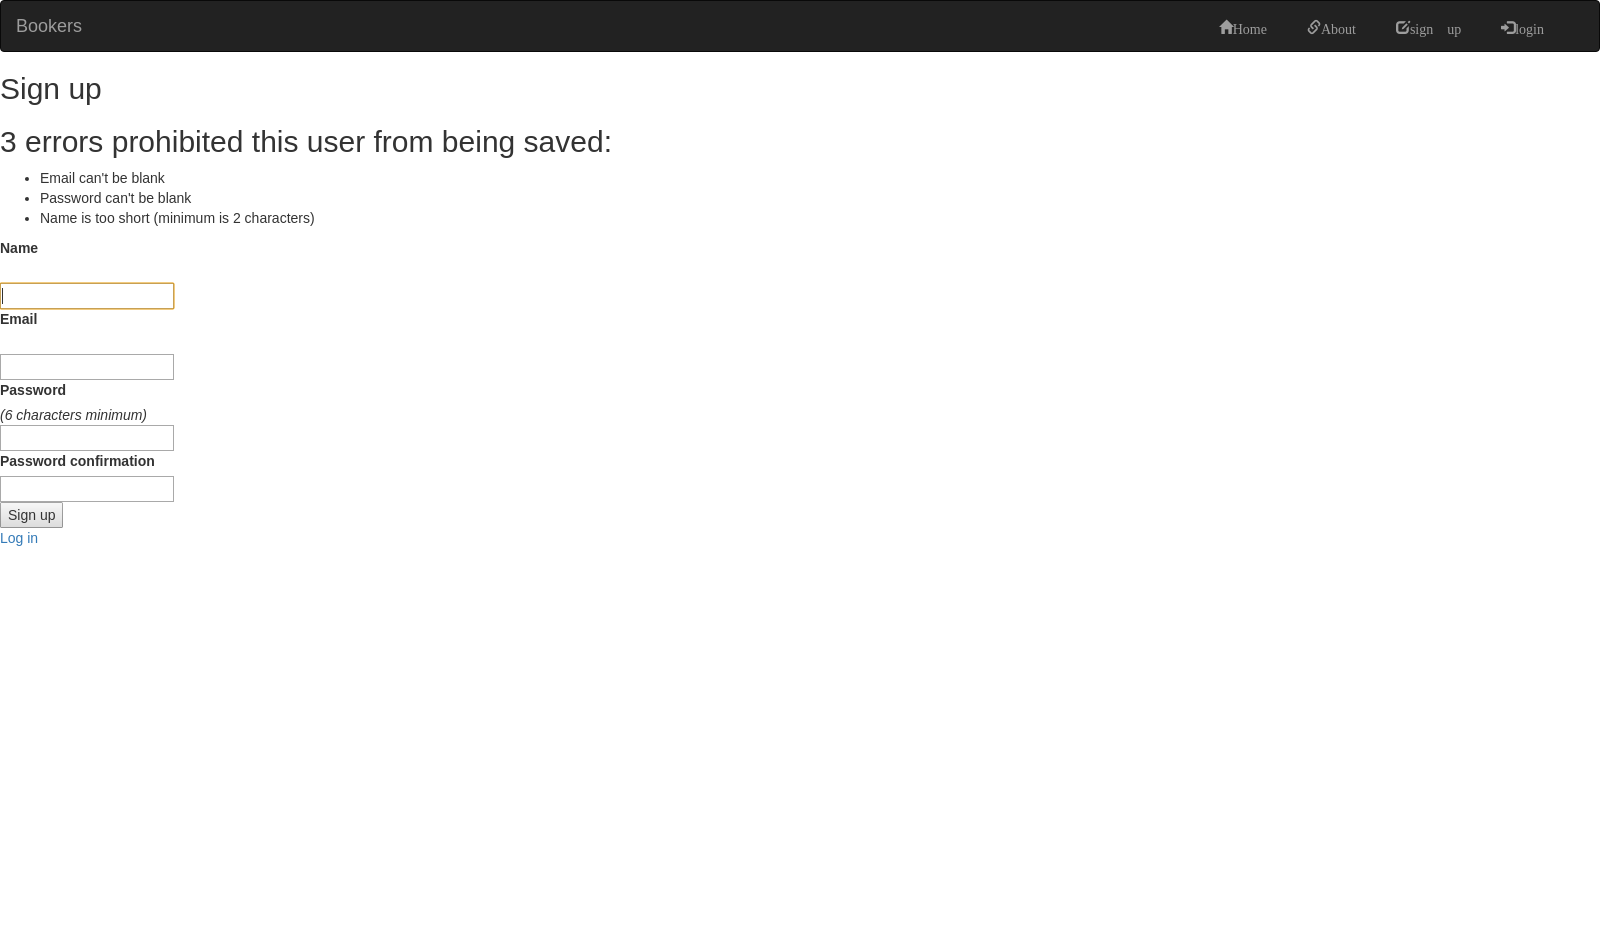 Bookers Home About sign up login
Sign up
3 errors prohibited this user from being saved:
Email can't be blank
Password can't be blank
Name is too short (minimum is 2 characters)
Name
Email
Password
(6 characters minimum)
Password confirmation
Sign up
Log in